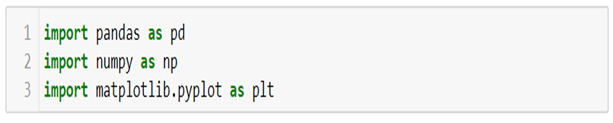 1 import pandas as pd
2 import numpy as np
3 import matplotlib.pyplot as plt